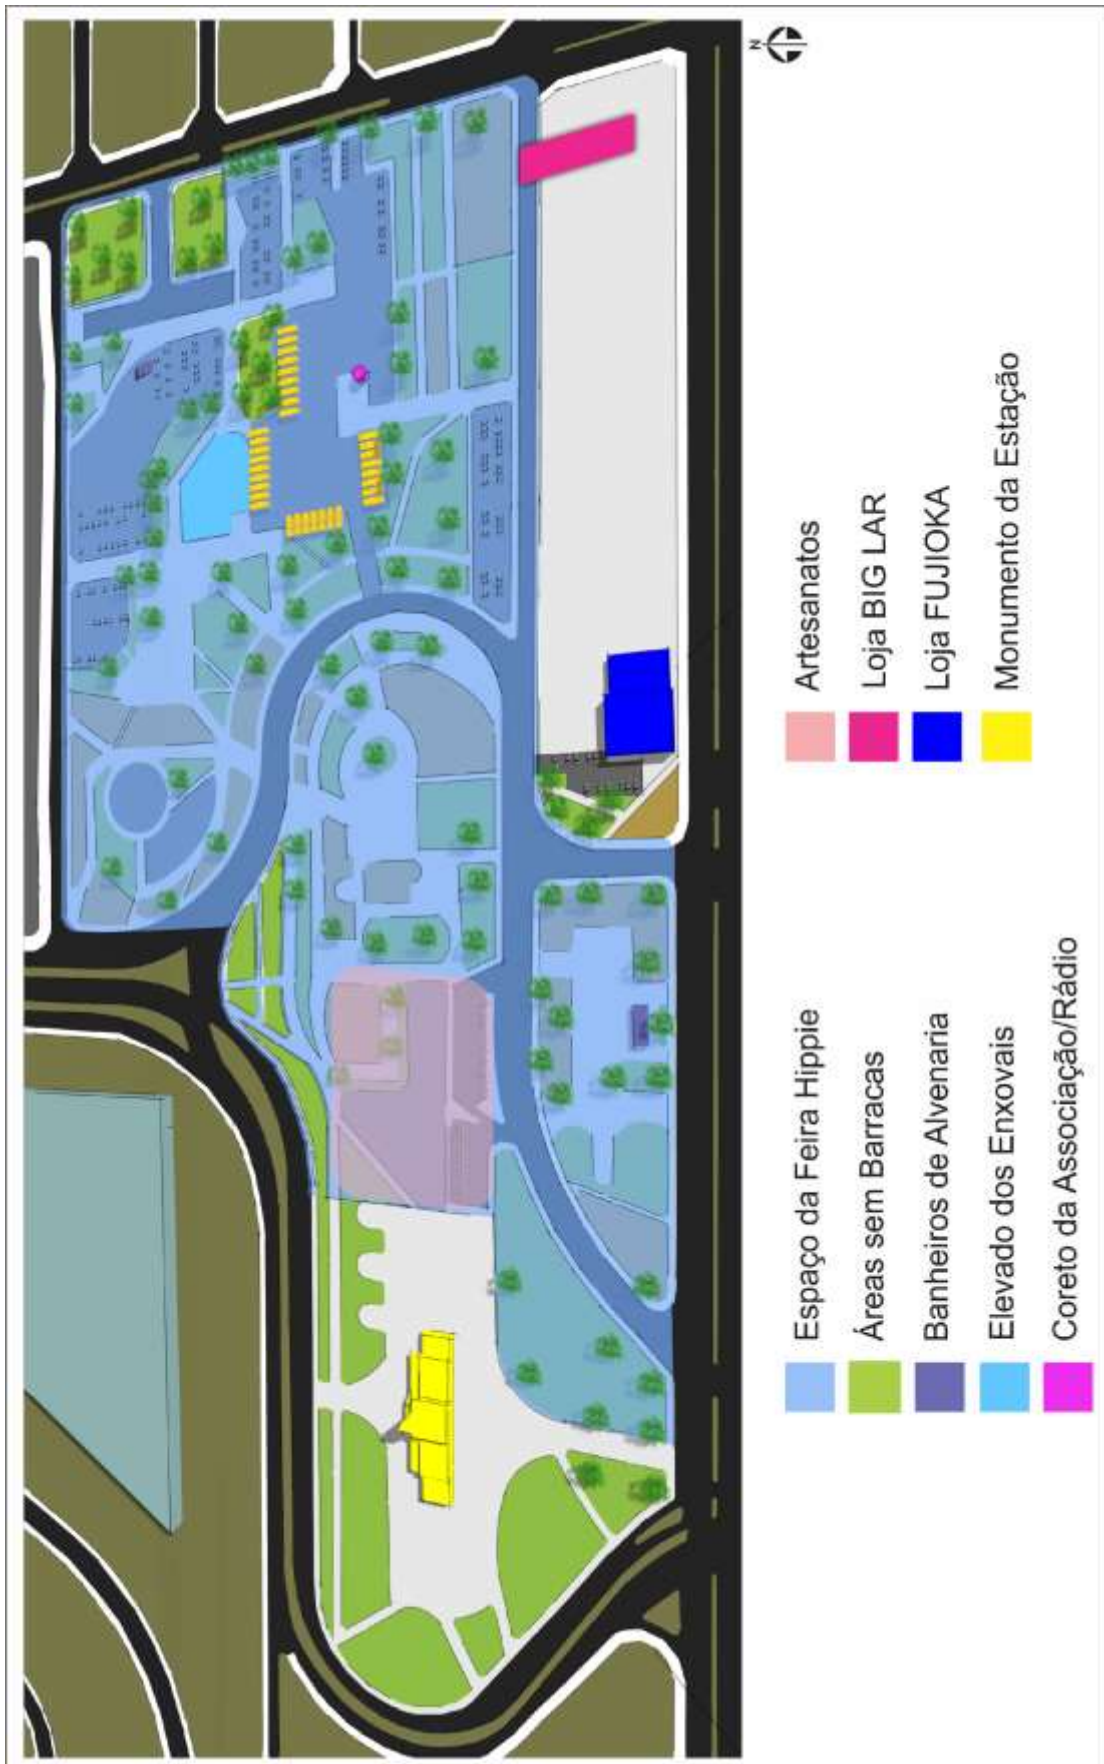 N
Espaço da Feira Hippie
Áreas sem Barracas
Banheiros de Alvenaria
Elevado dos Enxovais
Coreto da Associação/Rádio
Artesanatos
Loja BIG LAR
Loja FUJIOKA
Monumento da Estação